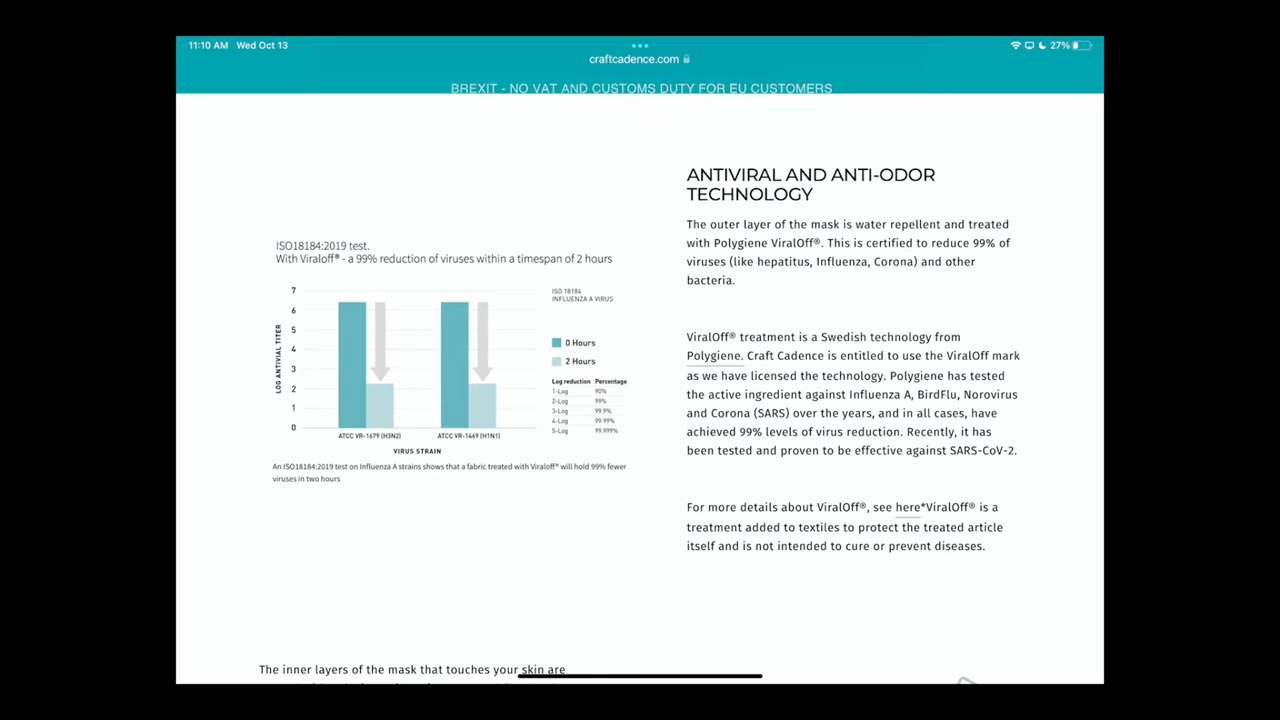 11:10 AM Wed Oct 13
craftcadence.com
27%
BREXIT - NO VAT AND CUSTOMS DUTY FOR EU CUSTOMERS
ISO18184:2019 test.
With Viraloff® - a 99% reduction of viruses within a timespan of 2 hours
7
6
5
4
3
2
1
0
LOG ANTIVIAL TITER
ATCC VR-1679 (H3N2)
ATCC VR-1469 (H1N1)
VIRUS STRAIN
ISO 18184
INFLUENZA A VIRUS
0 Hours
2 Hours
Log reduction Percentage
1-Log 90%
2-Log 99%
3-Log 99.9%
4-Log 99.99%
5-Log 99.999%
An ISO18184:2019 test on Influenza A strains shows that a fabric treated with Viraloff® will hold 99% fewer
viruses in two hours
ANTIVIRAL AND ANTI-ODOR
TECHNOLOGY
The outer layer of the mask is water repellent and treated
with Polygiene ViralOff®. This is certified to reduce 99% of
viruses (like hepatitus, Influenza, Corona) and other
bacteria.
ViralOff® treatment is a Swedish technology from
Polygiene. Craft Cadence is entitled to use the ViralOff mark
as we have licensed the technology. Polygiene has tested
the active ingredient against Influenza A, BirdFlu, Norovirus
and Corona (SARS) over the years, and in all cases, have
achieved 99% levels of virus reduction. Recently, it has
been tested and proven to be effective against SARS-CoV-2.
For more details about ViralOff®, see here*ViralOff® is a
treatment added to textiles to protect the treated article
itself and is not intended to cure or prevent diseases.
The inner layers of the mask that touches your skin are